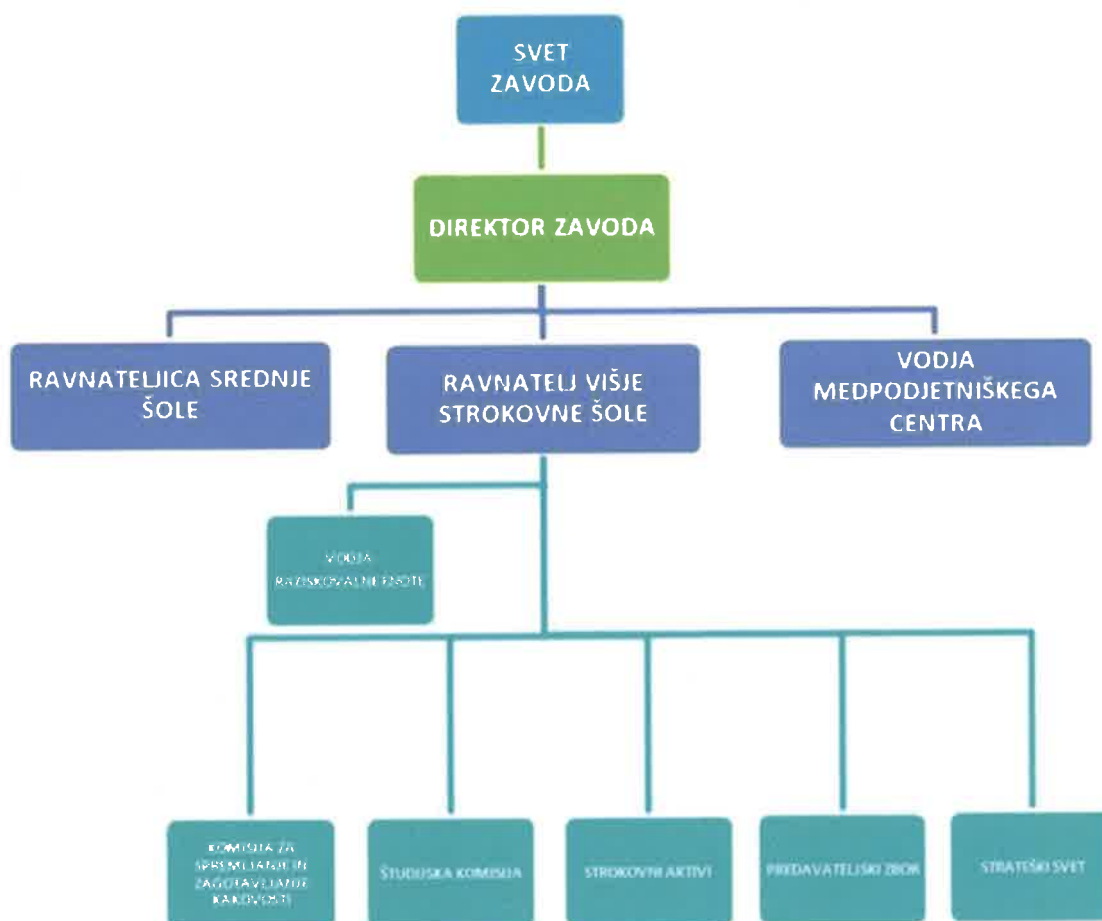 SVET
ZAVODA
DIREKTOR ZAVODA
RAVNATELJICA SREDNJE
ŠOLE
RAVNATELJ VIŠJE
STROKOVNE ŠOLE
VODJA
MEDPODJETNIŠKEGA
CENTRA
VODJA
RAZISKOVALNE ENOTE
KOMISIJA ZA
SPREMLJANJE IN
ZAGOTAVLJANJE
KAKOVOSTI
ŠTUDIJSKA KOMISIJA
STROKOVNI AKTIVI
PREDAVATELJSKI ZBOR
STRATEŠKI SVET